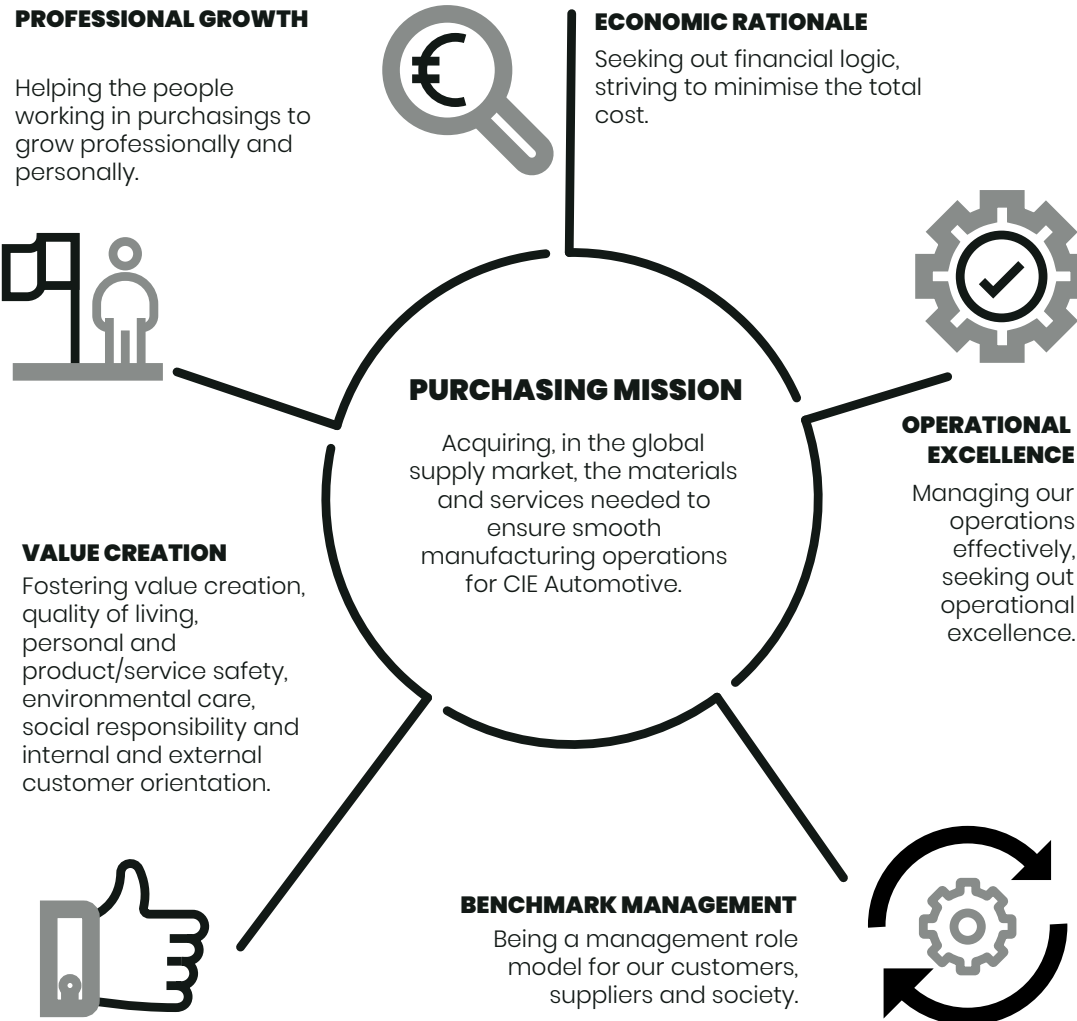 PROFESSIONAL GROWTH
Helping the people
working in purchasings to
grow professionally and
personally.
ECONOMIC RATIONALE
Seeking out financial logic,
striving to minimise the total
cost.
PURCHASING MISSION
Acquiring, in the global
supply market, the materials
and services needed to
ensure smooth
manufacturing operations
for CIE Automotive.
OPERATIONAL
EXCELLENCE
Managing our
operations
effectively,
seeking out
operational
excellence.
VALUE CREATION
Fostering value creation,
quality of living,
personal and
product/service safety,
environmental care,
social responsibility and
internal and external
customer orientation.
BENCHMARK MANAGEMENT
Being a management role
model for our customers,
suppliers and society.